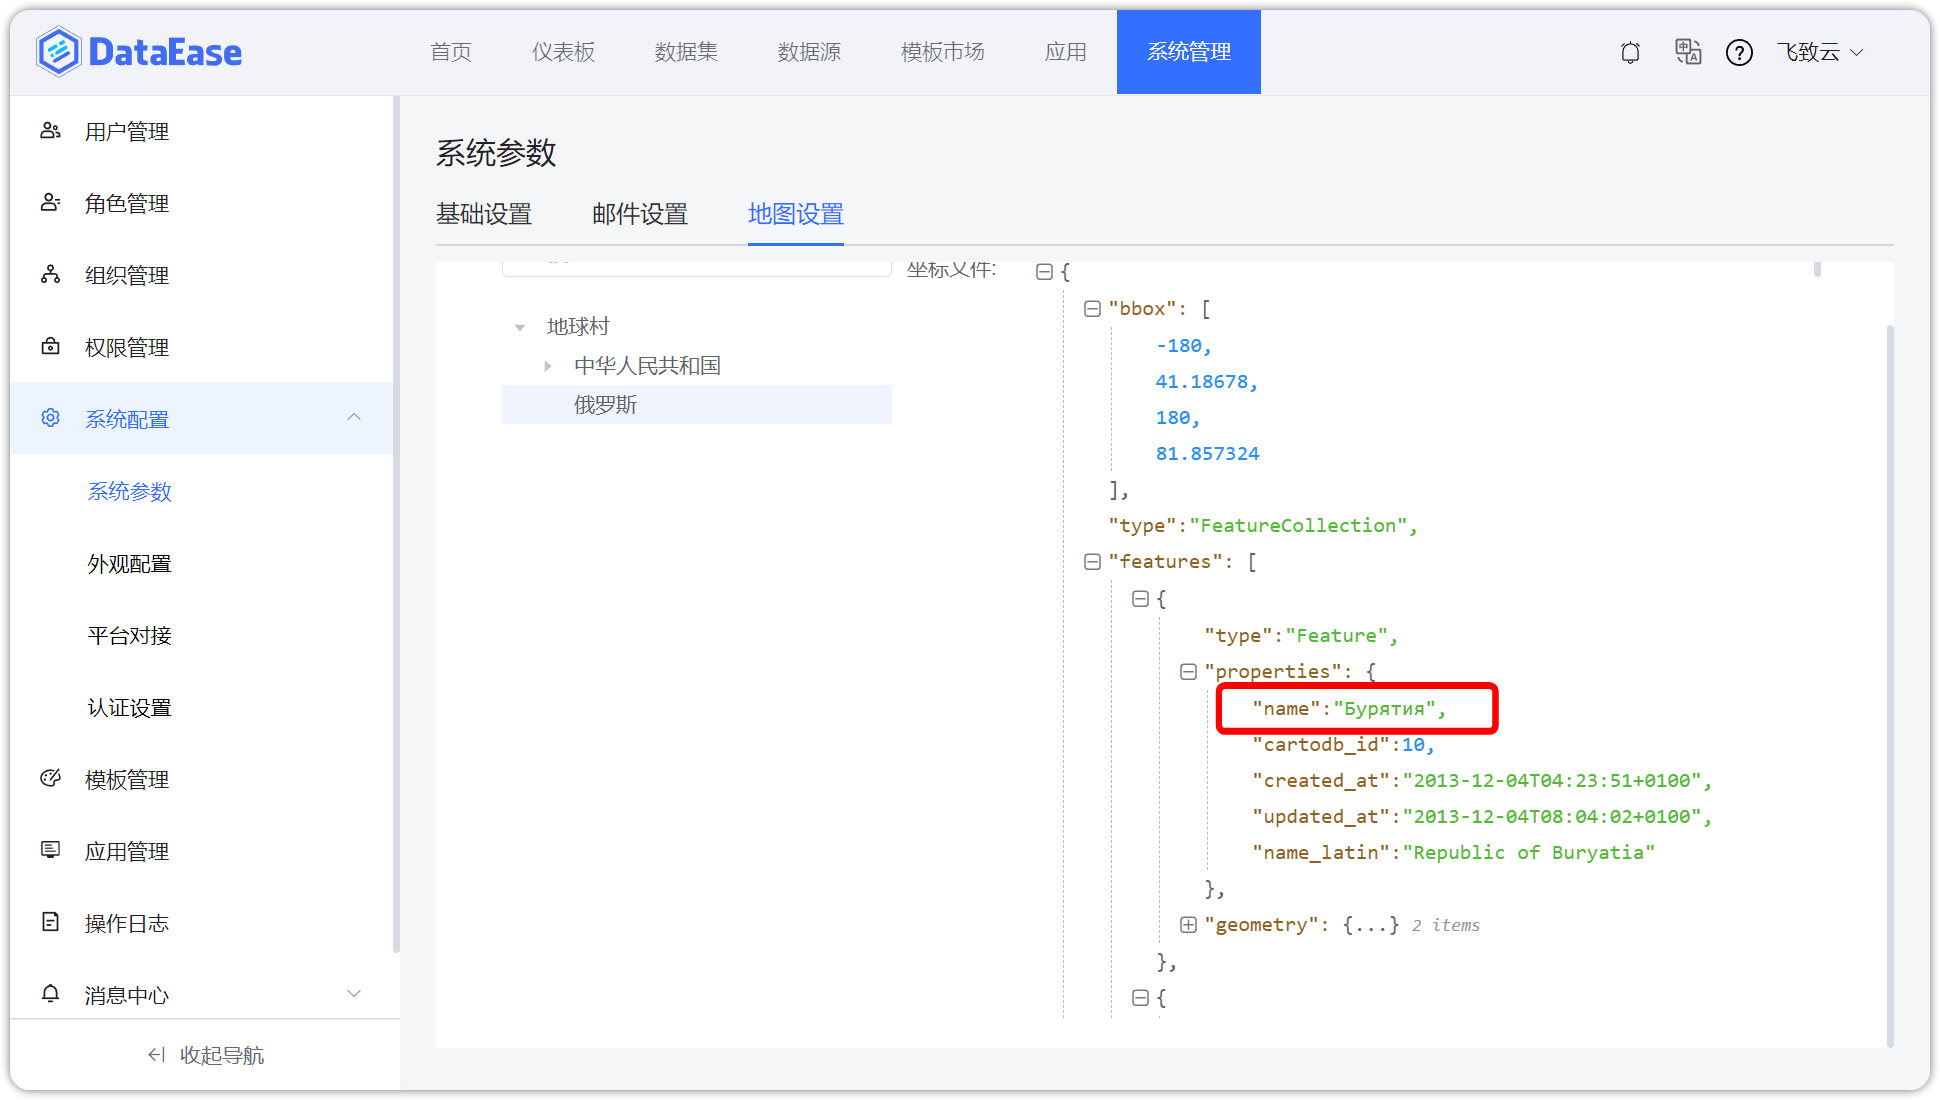 DataEase
首页
仪表板
数据集
数据源
模板市场
应用
系统管理
飞致云
用户管理
角色管理
组织管理
权限管理
系统配置
系统参数
外观配置
平台对接
认证设置
模板管理
应用管理
操作日志
消息中心
收起导航
系统参数
基础设置
邮件设置
地图设置
地球村
中华人民共和国
俄罗斯
坐标文件:
{
"bbox": [
-180,
41.18678,
180,
81.857324
],
"type":"FeatureCollection",
"features": [
{
"type":"Feature",
"properties": {
"name":"Бурятия",
"cartodb_id":10,
"created_at":"2013-12-04T04:23:51+0100",
"updated_at":"2013-12-04T08:04:02+0100",
"name_latin":"Republic of Buryatia"
},
"geometry": {...} 2 items
},
{